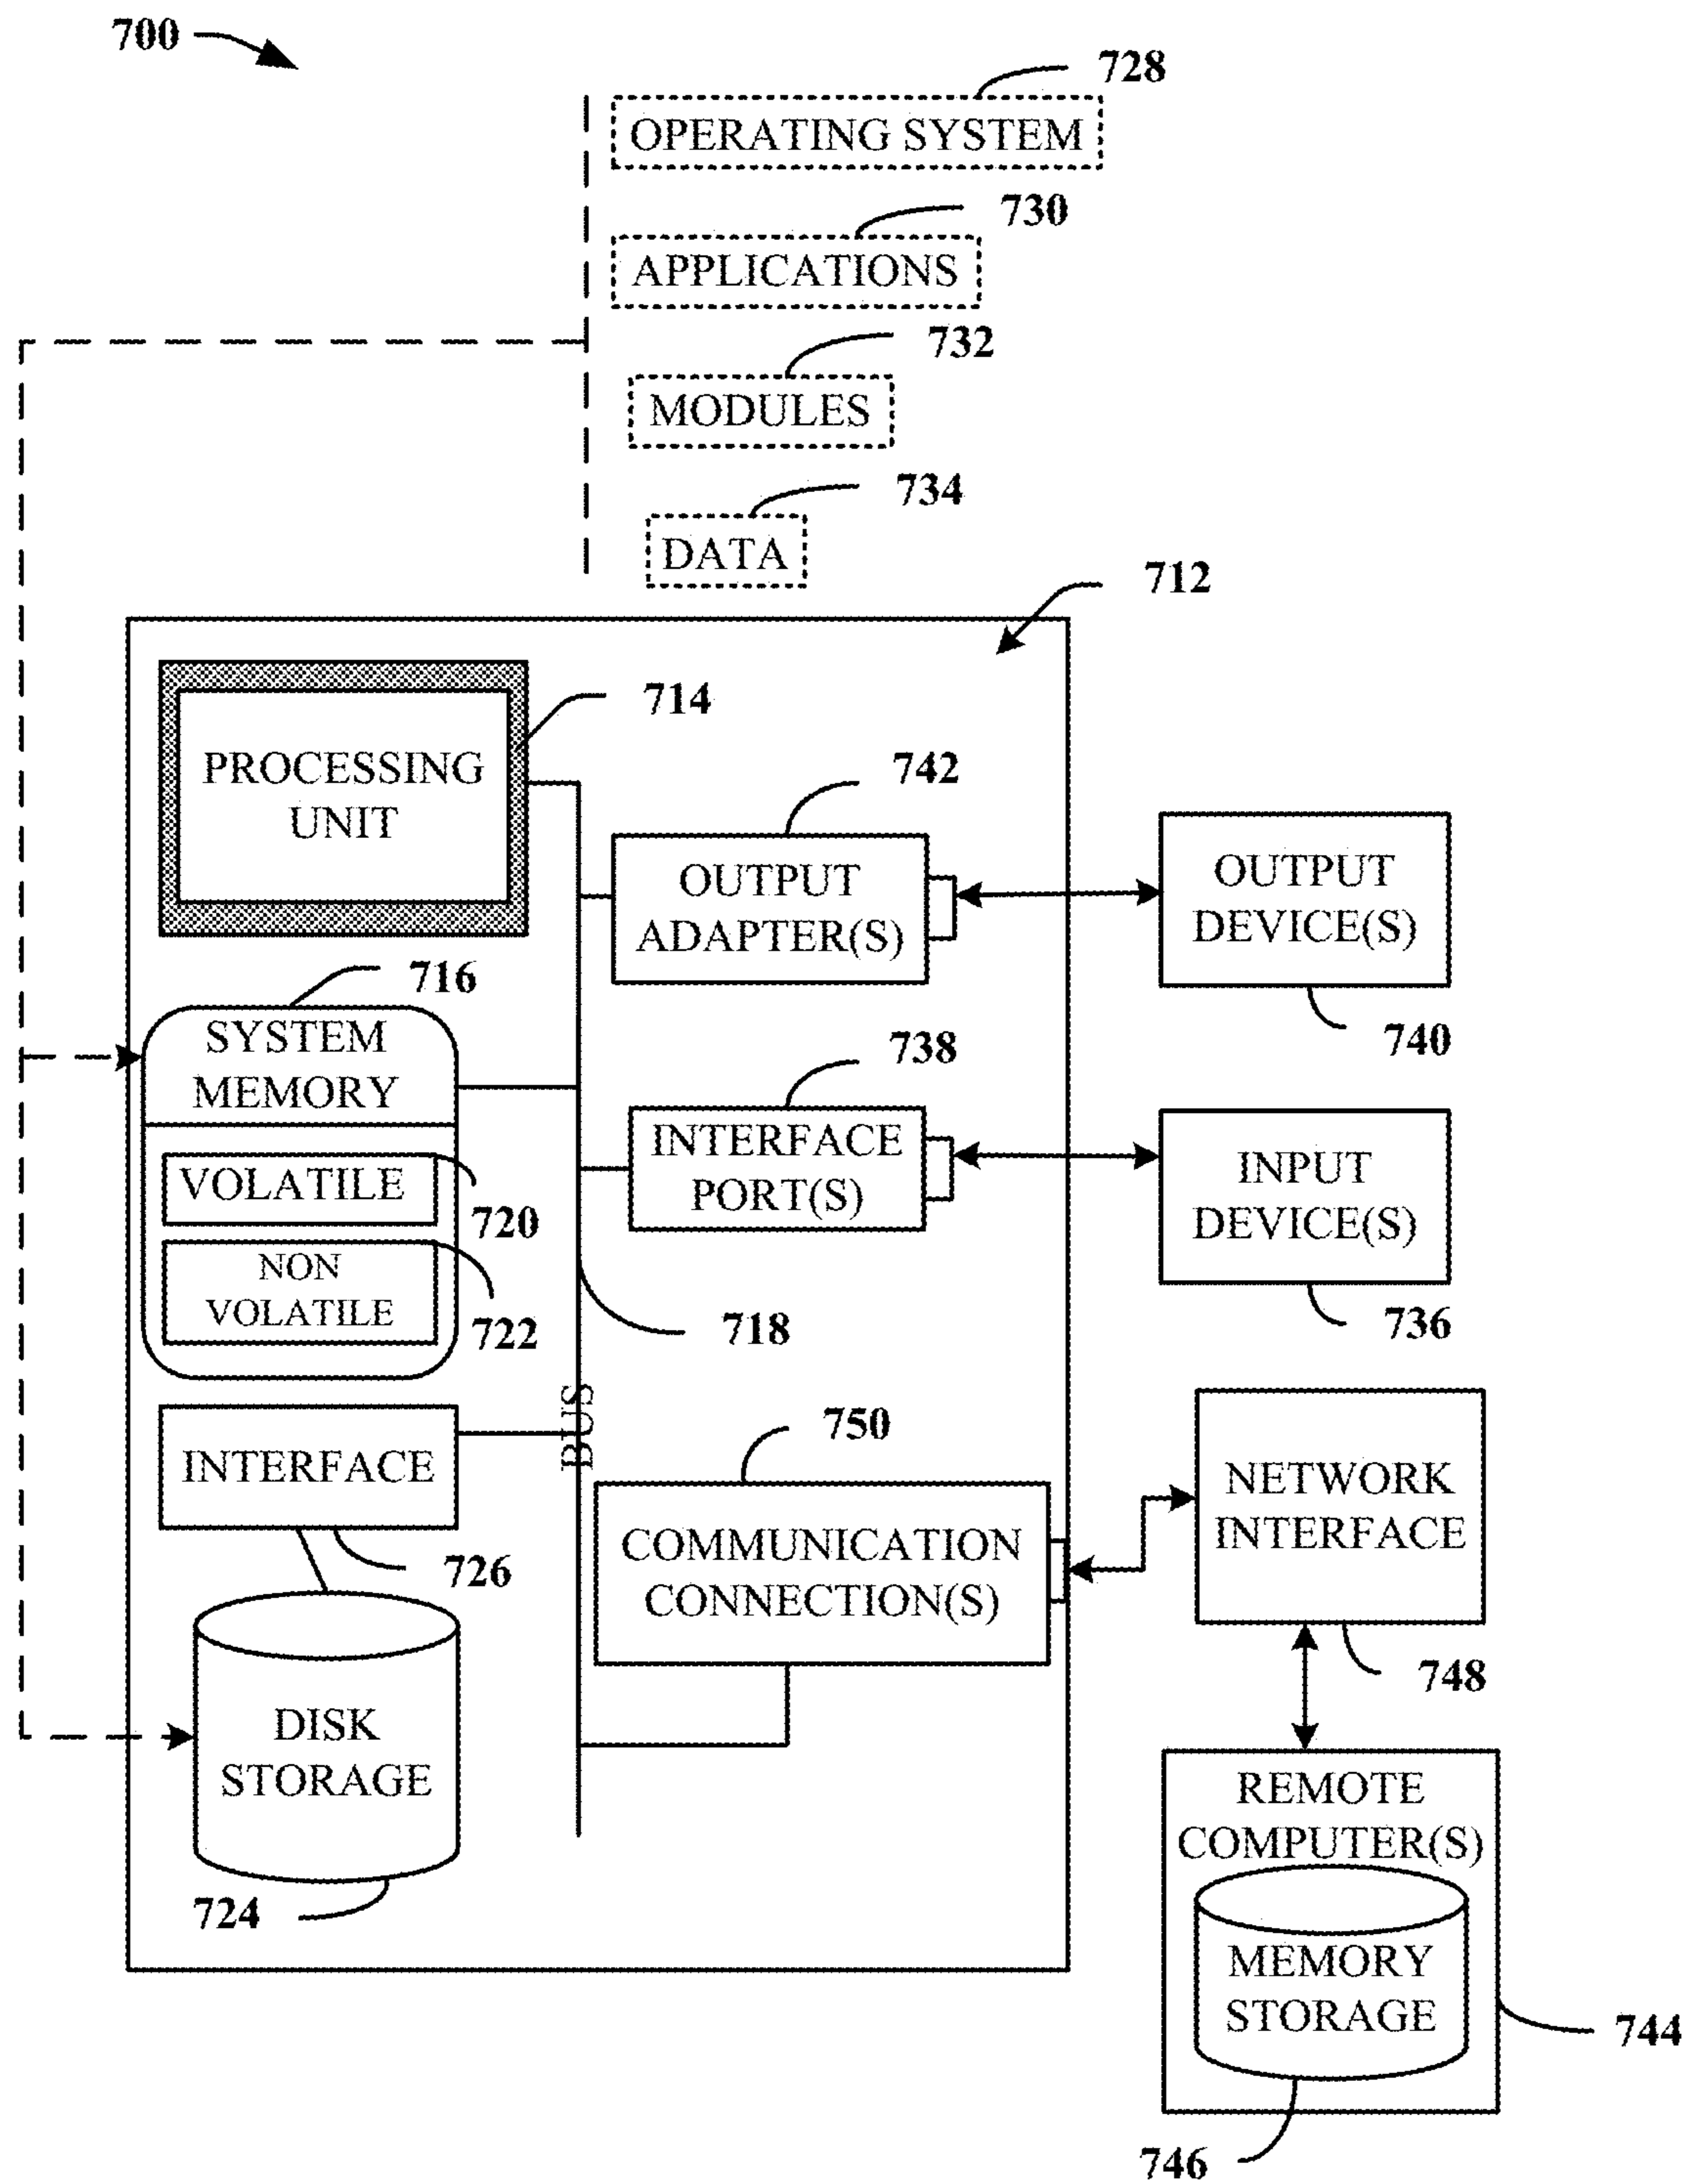 700
728
OPERATING SYSTEM
730
APPLICATIONS
732
MODULES
734
DATA
712
714
PROCESSING
UNIT
742
OUTPUT
ADAPTER(S)
OUTPUT
DEVICE(S)
740
716
SYSTEM
MEMORY
738
INTERFACE
PORT(S)
INPUT
DEVICE(S)
736
VOLATILE
720
NON
VOLATILE
722
718
BUS
INTERFACE
726
750
COMMUNICATION
CONNECTION(S)
NETWORK
INTERFACE
748
DISK
STORAGE
724
REMOTE
COMPUTER(S)
MEMORY
STORAGE
744
746